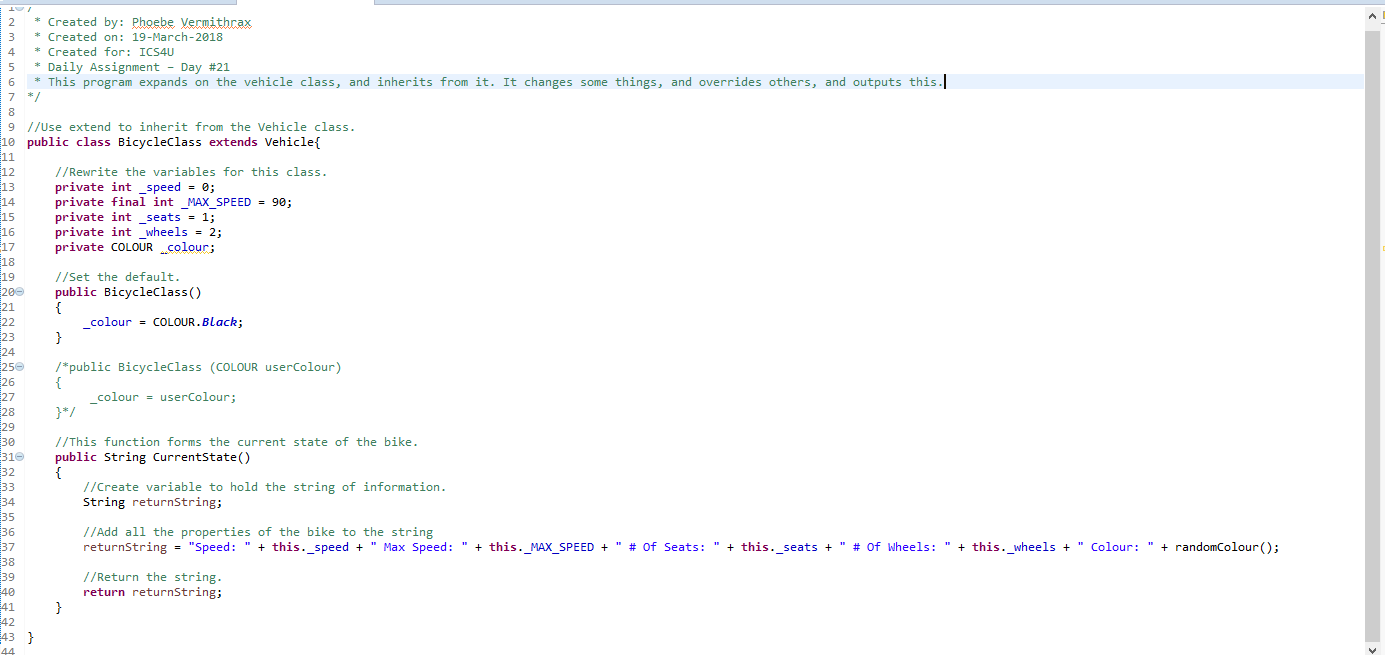 1 /
2 * Created by: Phoebe Vermithrax
3 * Created on: 19-March-2018
4 * Created for: ICS4U
5 * Daily Assignment – Day #21
6 * This program expands on the vehicle class, and inherits from it. It changes some things, and overrides others, and outputs this.
7 */
8
9 //Use extend to inherit from the Vehicle class.
10 public class BicycleClass extends Vehicle{
11
12 //Rewrite the variables for this class.
13 private int _speed = 0;
14 private final int _MAX_SPEED = 90;
15 private int _seats = 1;
16 private int _wheels = 2;
17 private COLOUR _colour;
18
19 //Set the default.
20 public BicycleClass()
21 {
22 _colour = COLOUR.Black;
23 }
24
25 /*public BicycleClass (COLOUR userColour)
26 {
27 _colour = userColour;
28 }*/
29
30 //This function forms the current state of the bike.
31 public String CurrentState()
32 {
33 //Create variable to hold the string of information.
34 String returnString;
35
36 //Add all the properties of the bike to the string
37 returnString = "Speed: " + this._speed + " Max Speed: " + this._MAX_SPEED + " # Of Seats: " + this._seats + " # Of Wheels: " + this._wheels + " Colour: " + randomColour();
38
39 //Return the string.
40 return returnString;
41 }
42
43 }
44